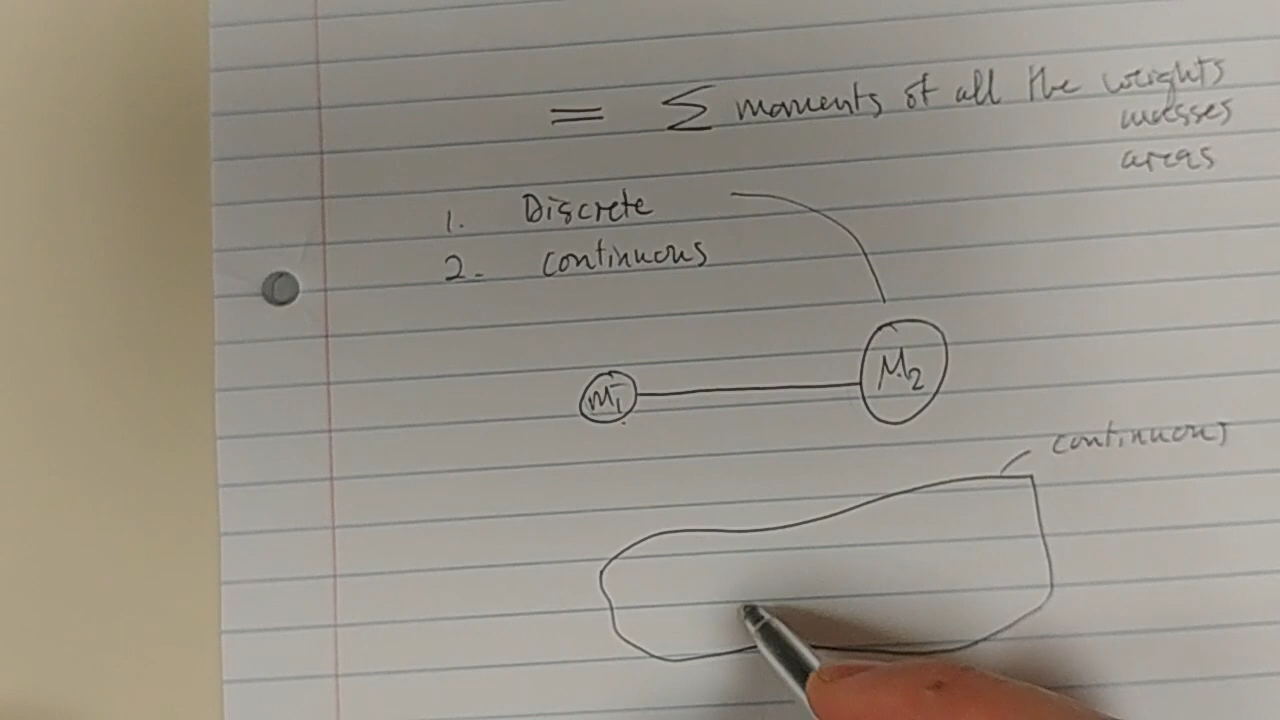 = Σ moments of all the weights
masses
areas
1. Discrete
2. continuous
M1
M2
continuous